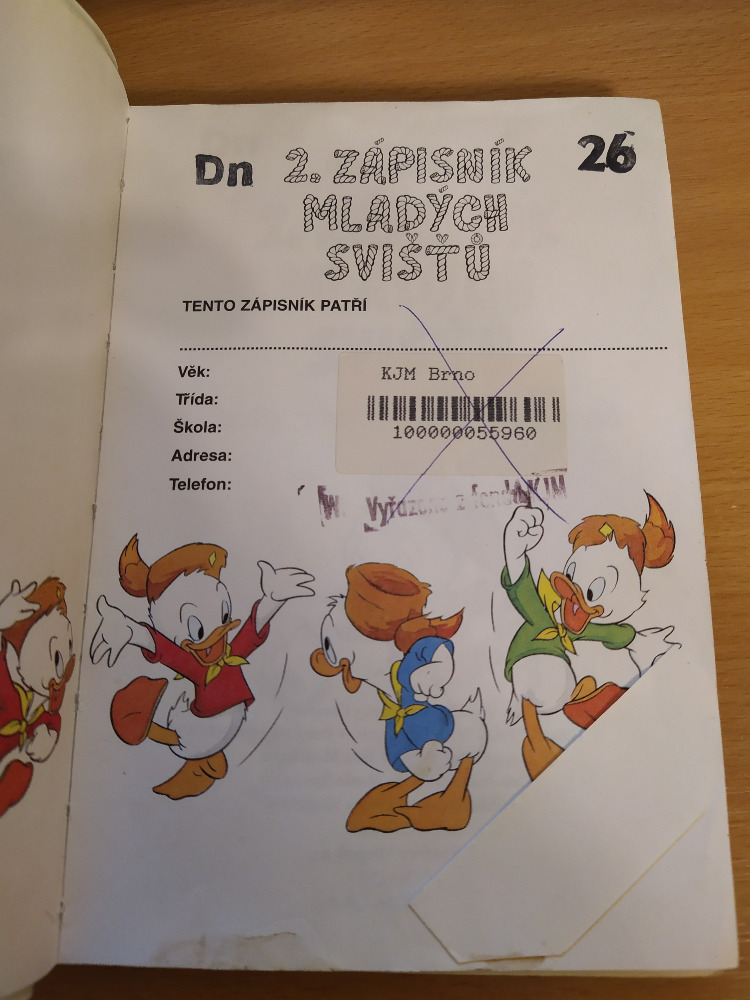 Dn
2. ZÁPISNÍK
26
MLADÝCH
SVIŠŤŮ
TENTO ZÁPISNÍK PATŘÍ
Věk:
Třída:
Škola:
Adresa:
Telefon:
KJM Brno
100000055960
Vyřazeno z fondu KJM